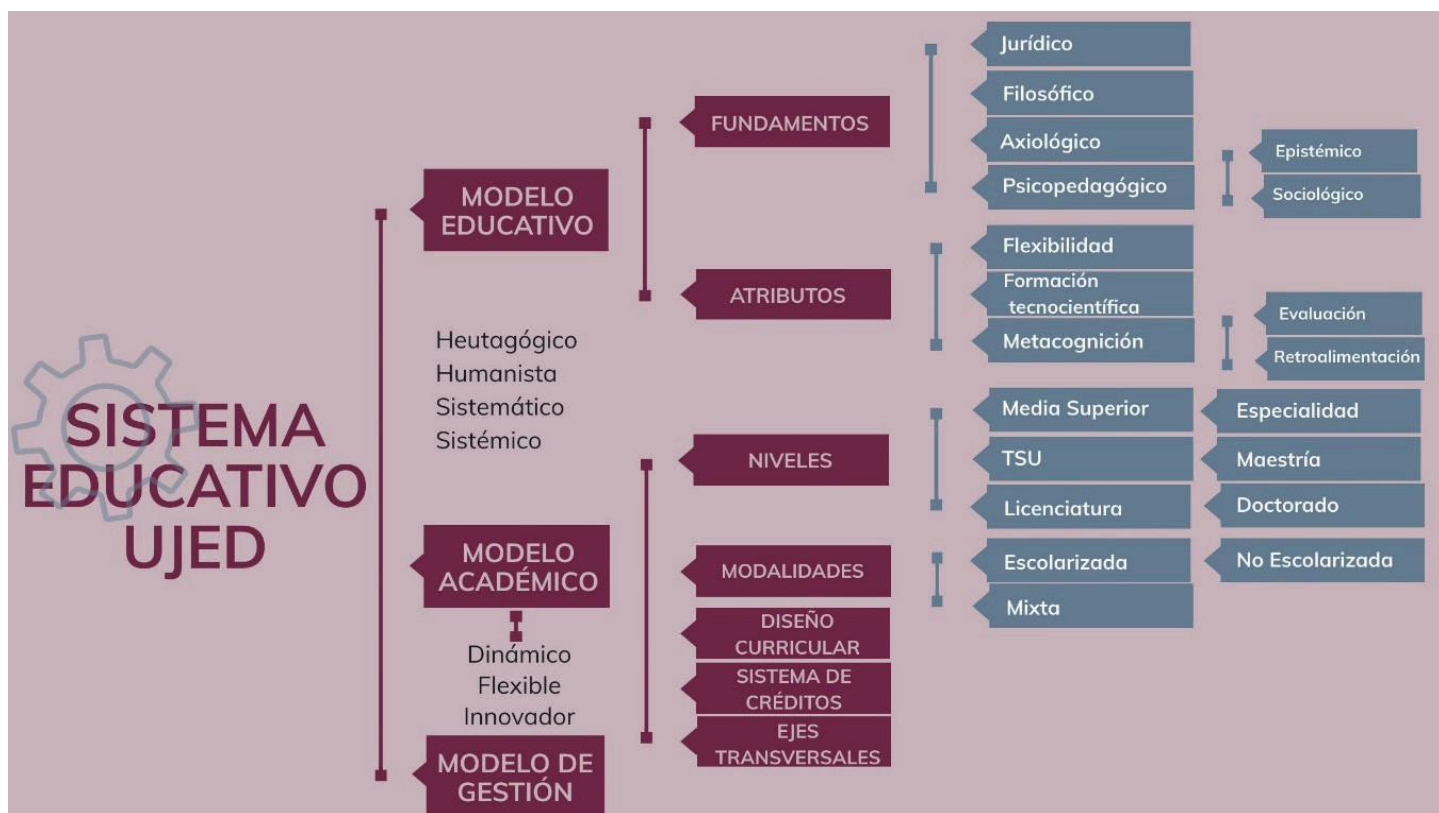 SISTEMA
EDUCATIVO
UJED
MODELO
EDUCATIVO
Heutagógico
Humanista
Sistemático
Sistémico
MODELO
ACADÉMICO
Dinámico
Flexible
Innovador
MODELO DE
GESTIÓN
FUNDAMENTOS
Jurídico
Filosófico
Axiológico
Psicopedagógico
Epistémico
Sociológico
ATRIBUTOS
Flexibilidad
Formación
tecnocientífica
Metacognición
Evaluación
Retroalimentación
NIVELES
Media Superior
TSU
Licenciatura
Especialidad
Maestría
Doctorado
MODALIDADES
Escolarizada
Mixta
No Escolarizada
DISEÑO
CURRICULAR
SISTEMA DE
CRÉDITOS
EJES
TRANSVERSALES